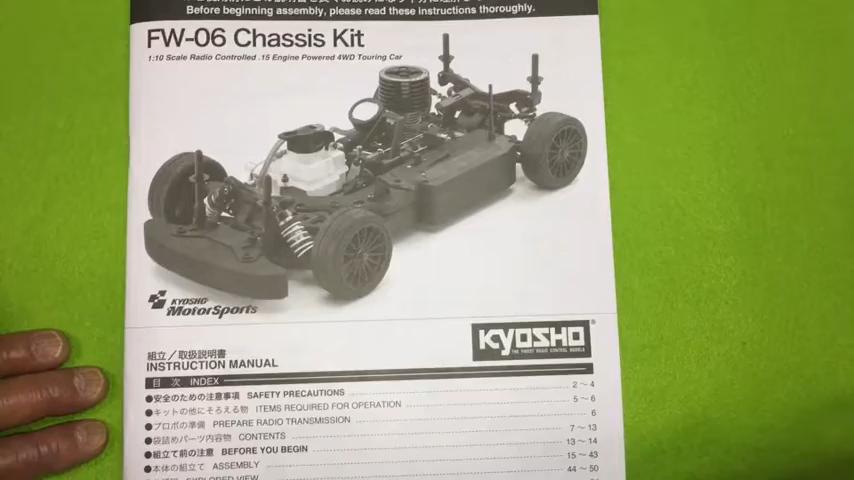 Before beginning assembly, please read these instructions thoroughly.
FW-06 Chassis Kit
1:10 Scale Radio Controlled .15 Engine Powered 4WD Touring Car
KYOSHO
MotorSports
KYOSHO®
THE FINEST RADIO CONTROL MODELS
組立／取扱説明書
INSTRUCTION MANUAL
目 次 INDEX
●安全のための注意事項 SAFETY PRECAUTIONS 2～4
●キットの他にそろえる物 ITEMS REQUIRED FOR OPERATION 5～6
●プロポの準備 PREPARE RADIO TRANSMISSION 6
●袋詰めパーツ内容物 CONTENTS 7～13
●組立て前の注意 BEFORE YOU BEGIN 13～14
●本体の組立て ASSEMBLY 15～43
EXPLODED VIEW 44～50